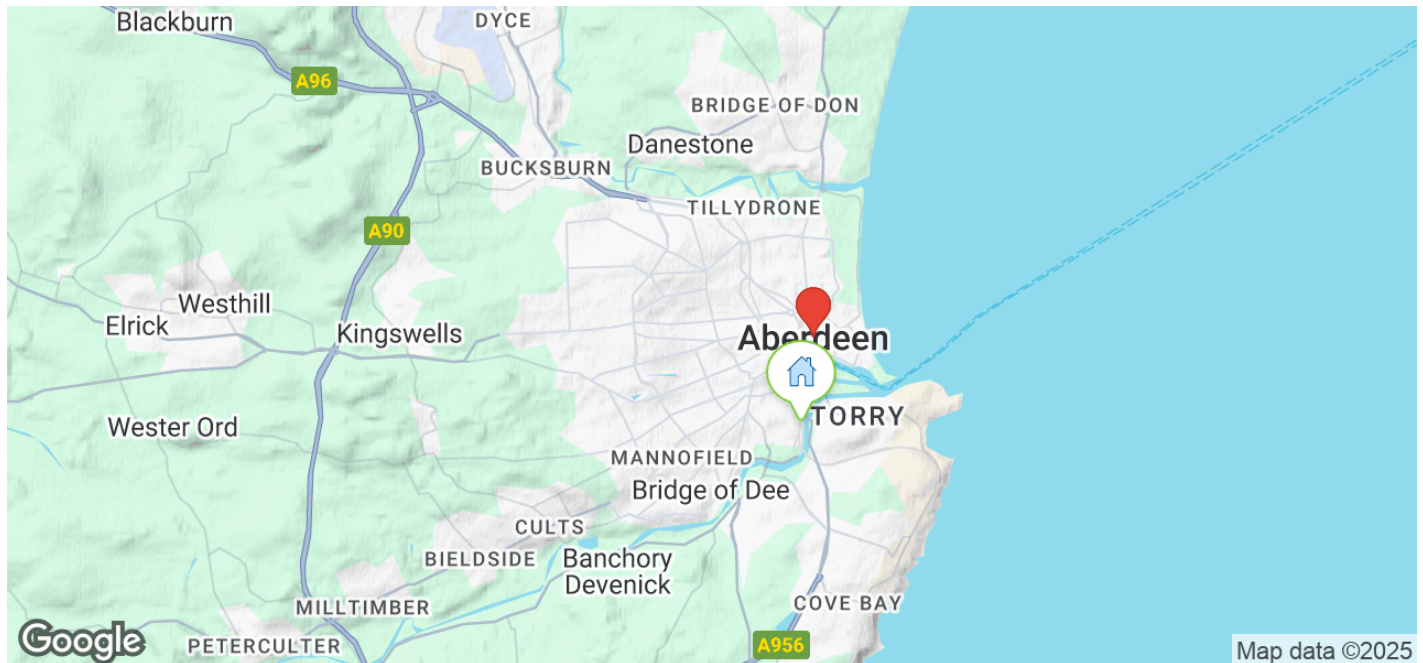 Blackburn
DYCE
A96
BRIDGE OF DON
Danestone
BUCKSBURN
TILLYDRONE
A90
Westhill
Elrick
Kingswells
Aberdeen
TORRY
Wester Ord
MANNOFIELD
Bridge of Dee
CULTS
BIELDSIDE
Banchory
Devenick
MILLTIMBER
COVE BAY
PETERCULTER
A956
Google
Map data ©2025